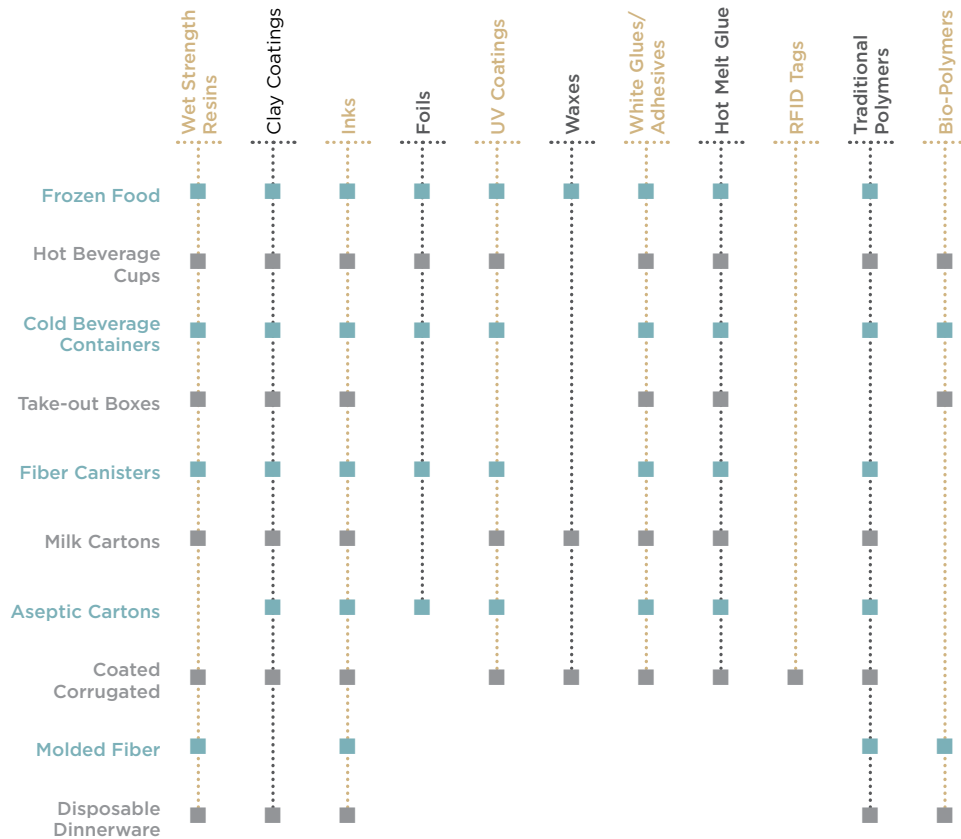 Wet Strength
Resins
Clay Coatings
Inks
Foils
UV Coatings
Waxes
White Glues/
Adhesives
Hot Melt Glue
RFID Tags
Traditional
Polymers
Bio-Polymers
Frozen Food
Hot Beverage
Cups
Cold Beverage
Containers
Take-out Boxes
Fiber Canisters
Milk Cartons
Aseptic Cartons
Coated
Corrugated
Molded Fiber
Disposable
Dinnerware